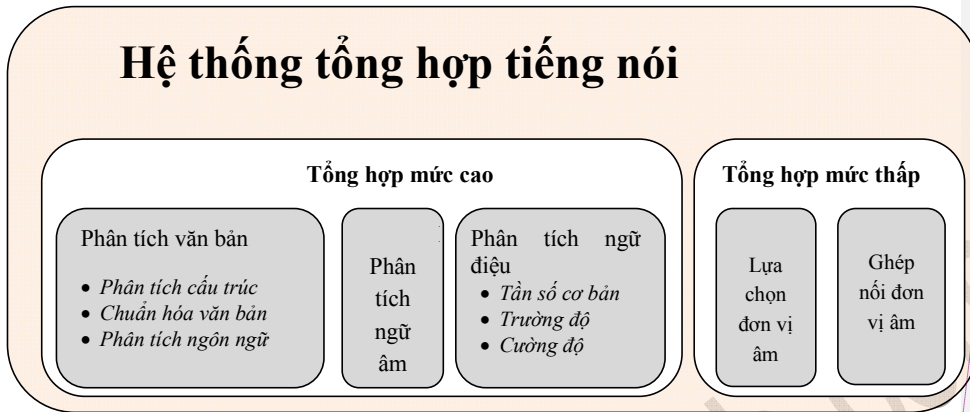 Hệ thống tổng hợp tiếng nói
Tổng hợp mức cao
Phân tích văn bản
• Phân tích cấu trúc
• Chuẩn hóa văn bản
• Phân tích ngôn ngữ
Phân
tích
ngữ
âm
Phân tích ngữ
điệu
• Tần số cơ bản
• Trường độ
• Cường độ
Tổng hợp mức thấp
Lựa
chọn
đơn vị
âm
Ghép
nối đơn
vị âm